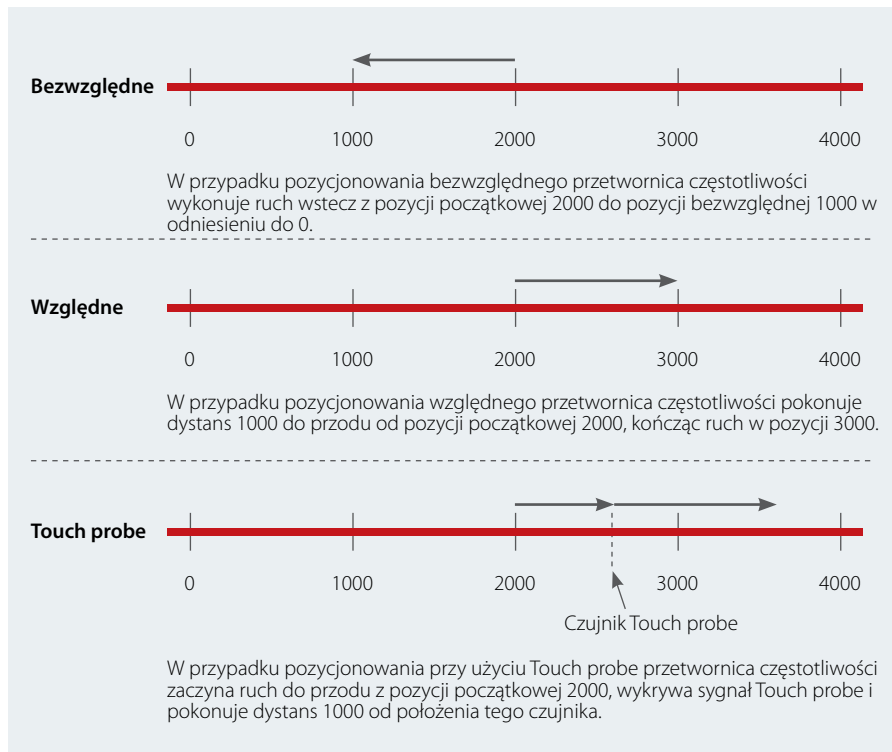 Bezwzględne
0 1000 2000 3000 4000
W przypadku pozycjonowania bezwzględnego przetwornica częstotliwości
wykonuje ruch wstecz z pozycji początkowej 2000 do pozycji bezwzględnej 1000 w
odniesieniu do 0.
Względne
0 1000 2000 3000 4000
W przypadku pozycjonowania względnego przetwornica częstotliwości pokonuje
dystans 1000 do przodu od pozycji początkowej 2000, kończąc ruch w pozycji 3000.
Touch probe
0 1000 2000 3000 4000
Czujnik Touch probe
W przypadku pozycjonowania przy użyciu Touch probe przetwornica częstotliwości
zaczyna ruch do przodu z pozycji początkowej 2000, wykrywa sygnał Touch probe i
pokonuje dystans 1000 od położenia tego czujnika.